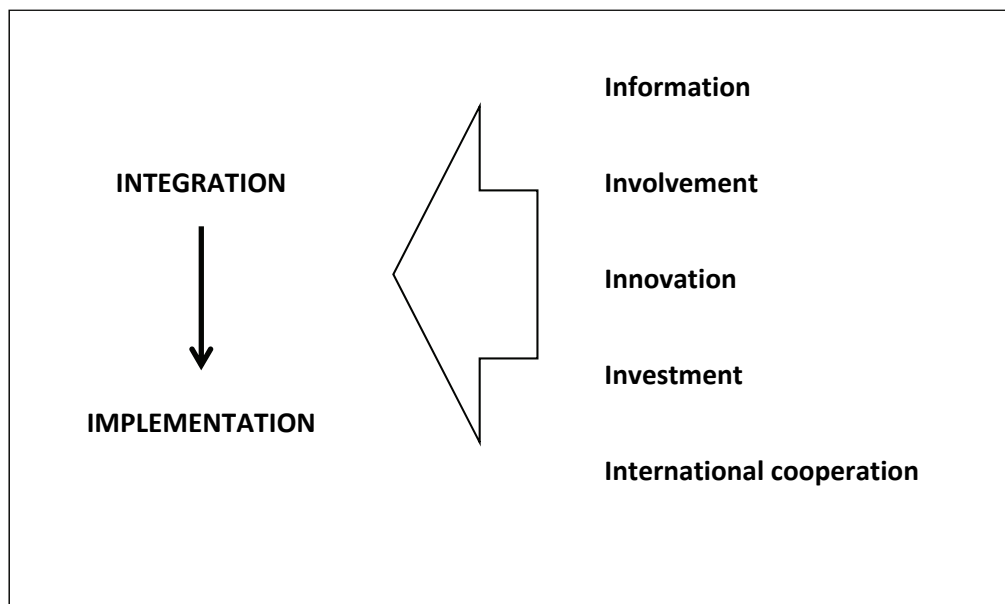 INTEGRATION
IMPLEMENTATION
Information
Involvement
Innovation
Investment
International cooperation